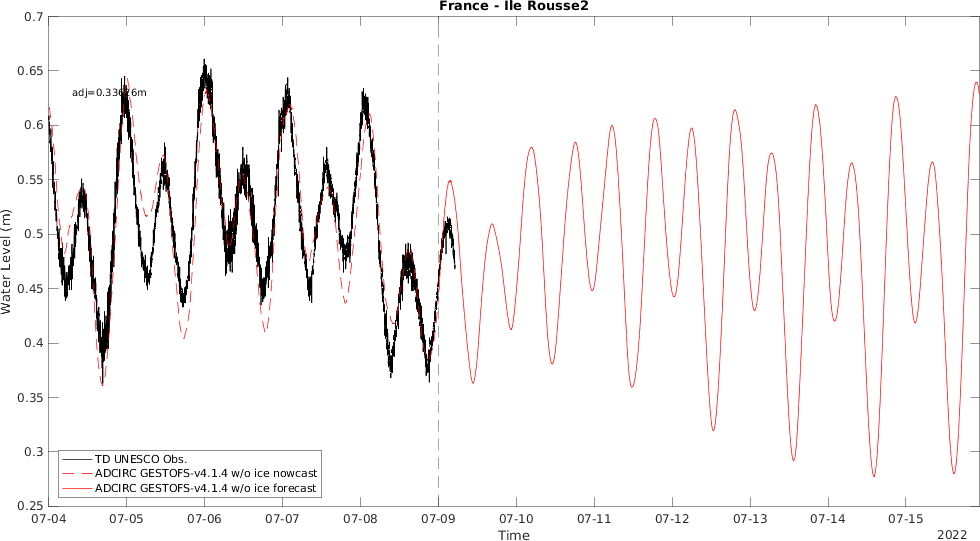 France - Ile Rousse2
0.7
0.65
0.6
0.55
0.5
0.45
0.4
0.35
0.3
0.25
Water Level (m)
TD UNESCO Obs.
ADCIRC GESTOFS-v4.1.4 w/o ice nowcast
ADCIRC GESTOFS-v4.1.4 w/o ice forecast
07-04 07-05 07-06 07-07 07-08 07-09 07-10 07-11 07-12 07-13 07-14 07-15
Time
2022